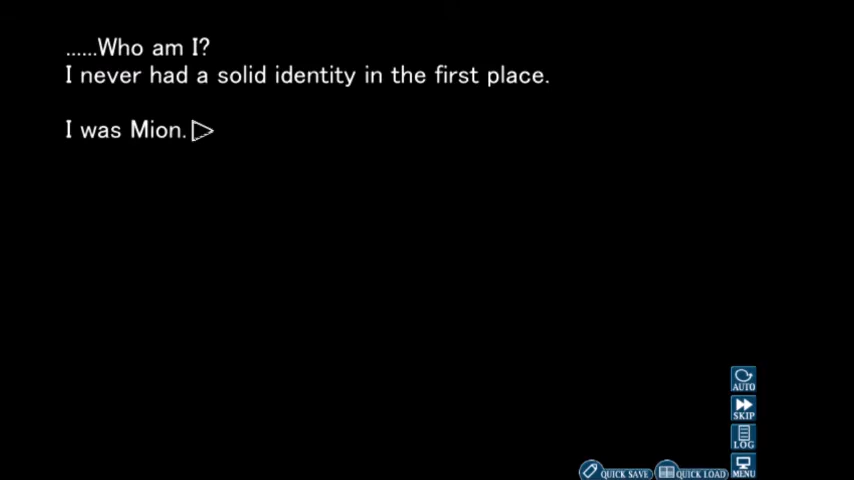 ......Who am I?
I never had a solid identity in the first place.
I was Mion.
AUTO
SKIP
LOG
MENU
QUICK SAVE
QUICK LOAD